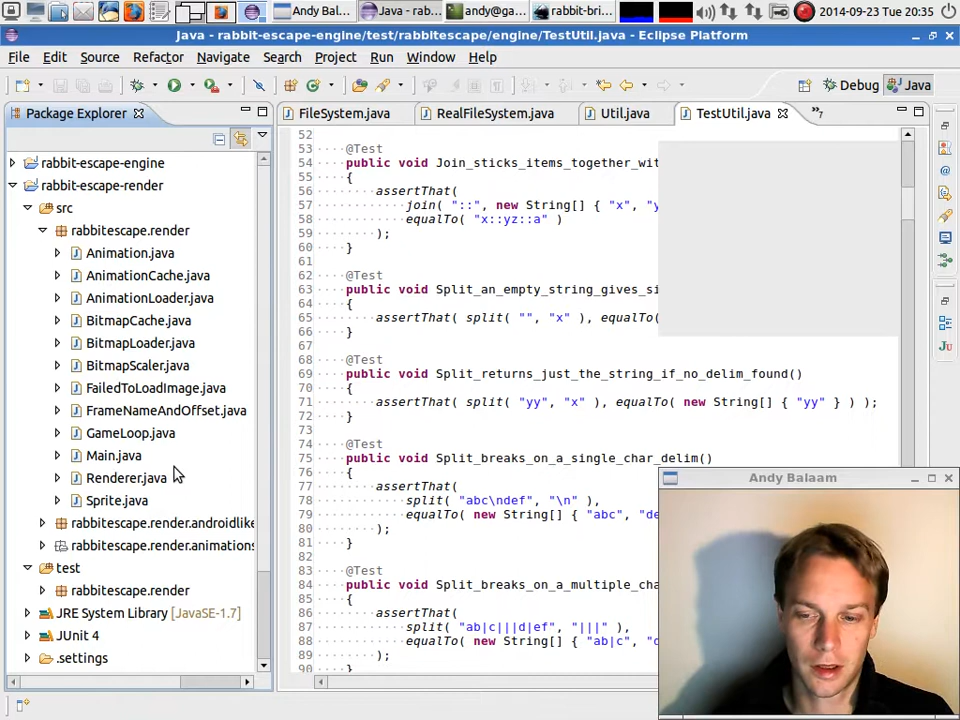 Andy Bal...
Java - rab...
andy@ga...
rabbit-bri...
2014-09-23 Tue 20:35
Java - rabbit-escape-engine/test/rabbitescape/engine/TestUtil.java - Eclipse Platform
File Edit Source Refactor Navigate Search Project Run Window Help
Debug Java
Package Explorer
FileSystem.java RealFileSystem.java Util.java TestUtil.java »7
rabbit-escape-engine
rabbit-escape-render
src
rabbitescape.render
Animation.java
AnimationCache.java
AnimationLoader.java
BitmapCache.java
BitmapLoader.java
BitmapScaler.java
FailedToLoadImage.java
FrameNameAndOffset.java
GameLoop.java
Main.java
Renderer.java
Sprite.java
rabbitescape.render.androidlike
rabbitescape.render.animations
test
rabbitescape.render
JRE System Library [JavaSE-1.7]
JUnit 4
.settings
52
53 @Test
54 public void Join_sticks_items_together_wit
55 {
56 assertThat(
57 join( "::", new String[] { "x", "y
58 equalTo( "x::yz::a" )
59 );
60 }
61
62 @Test
63 public void Split_an_empty_string_gives_si
64 {
65 assertThat( split( "", "x" ), equalTo(
66 }
67
68 @Test
69 public void Split_returns_just_the_string_if_no_delim_found()
70 {
71 assertThat( split( "yy", "x" ), equalTo( new String[] { "yy" } ) );
72 }
73
74 @Test
75 public void Split_breaks_on_a_single_char_delim()
76 {
77 assertThat(
78 split( "abc\ndef", "\n" ),
79 equalTo( new String[] { "abc", "de
80 );
81 }
82
83 @Test
84 public void Split_breaks_on_a_multiple_cha
85 {
86 assertThat(
87 split( "ab|c|||d|ef", "|||" ),
88 equalTo( new String[] { "ab|c", "d
89 );
90 }
Andy Balaam